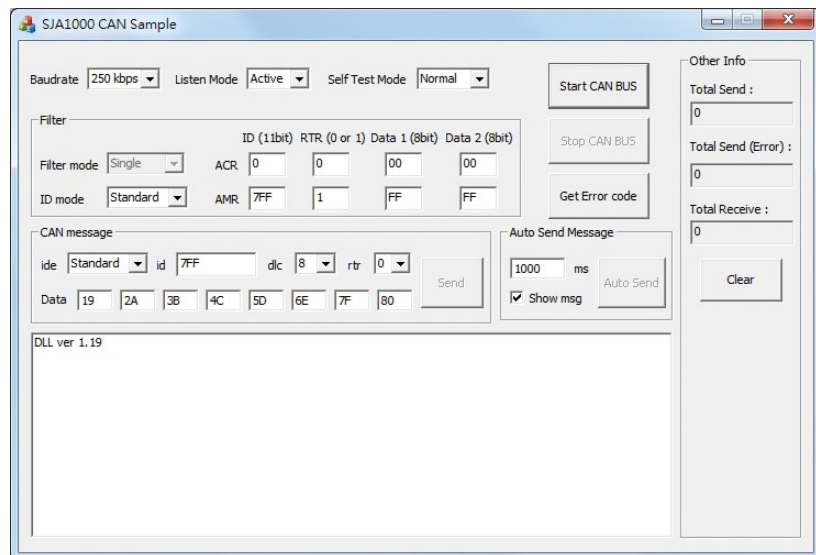 SJA1000 CAN Sample
Baudrate 250 kbps Listen Mode Active Self Test Mode Normal
Start CAN BUS
Stop CAN BUS
Get Error code
Filter
ID (11bit) RTR (0 or 1) Data 1 (8bit) Data 2 (8bit)
Filter mode Single ACR 0 0 00 00
ID mode Standard AMR 7FF 1 FF FF
CAN message
ide Standard id 7FF dlc 8 rtr 0
Data 19 2A 3B 4C 5D 6E 7F 80
Send
Auto Send Message
1000 ms
Show msg
Auto Send
Other Info
Total Send :
0
Total Send (Error) :
0
Total Receive :
0
Clear
DLL ver 1.19